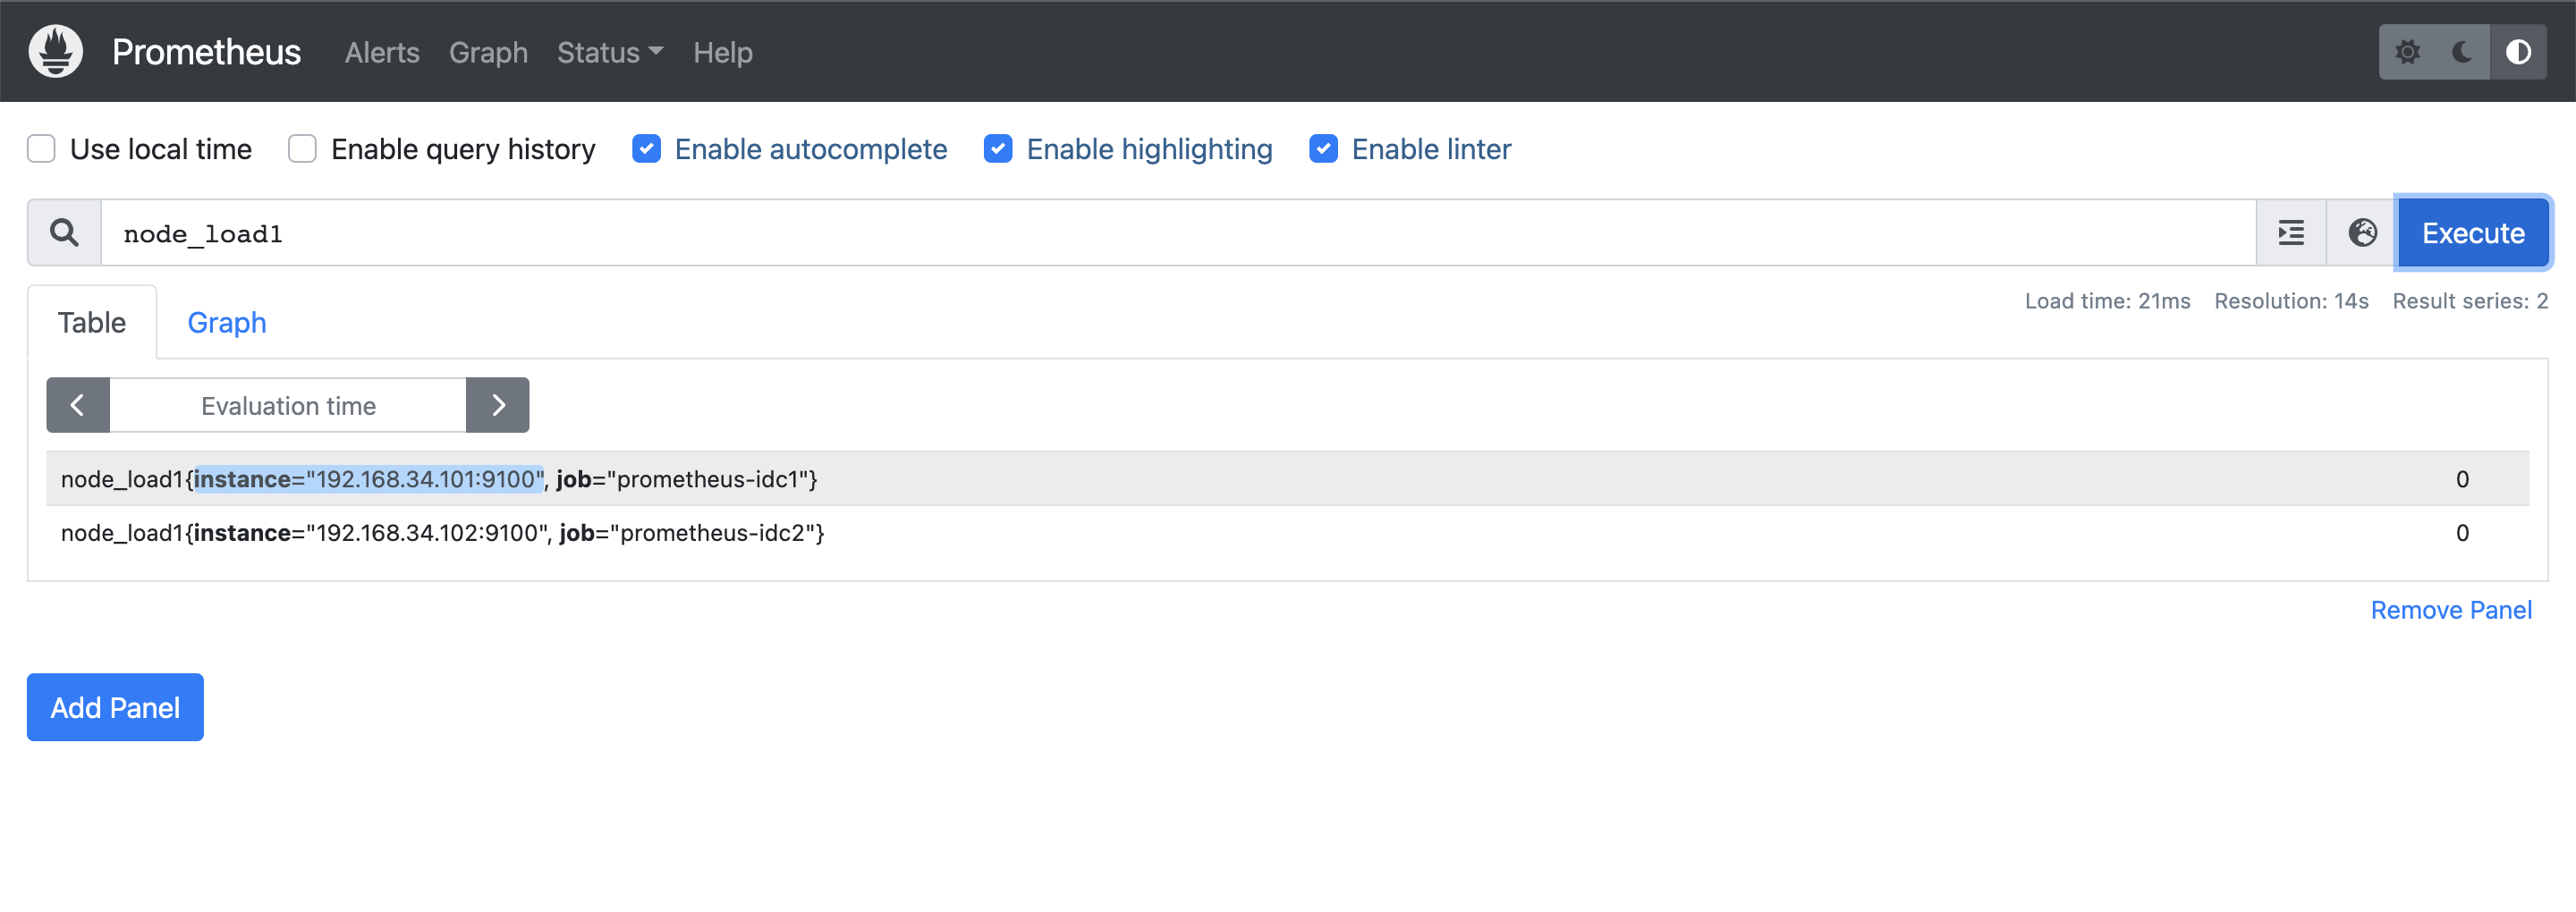 Prometheus Alerts Graph Status Help
Use local time Enable query history Enable autocomplete Enable highlighting Enable linter
node_load1 Execute
Table Graph Load time: 21ms Resolution: 14s Result series: 2
Evaluation time
node_load1{instance="192.168.34.101:9100", job="prometheus-idc1"} 0
node_load1{instance="192.168.34.102:9100", job="prometheus-idc2"} 0
Remove Panel
Add Panel